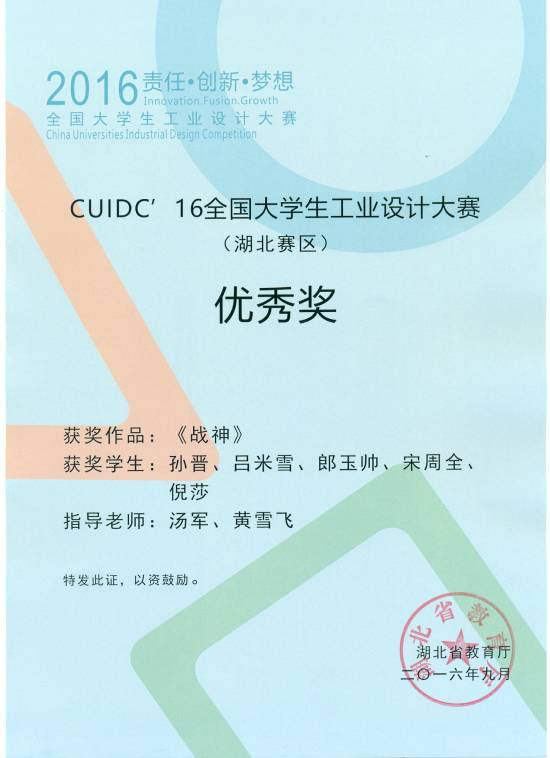 2016责任•创新•梦想
Innovation.Fusion.Growth
全国大学生工业设计大赛
China Universities Industrial Design Competition
CUIDC’16全国大学生工业设计大赛
（湖北赛区）
优秀奖
获奖作品：《战神》
获奖学生：孙晋、吕米雪、郎玉帅、宋周全、
倪莎
指导老师：汤军、黄雪飞
特发此证，以资鼓励。
湖北省教育厅
湖北省教育厅
二〇一六年九月